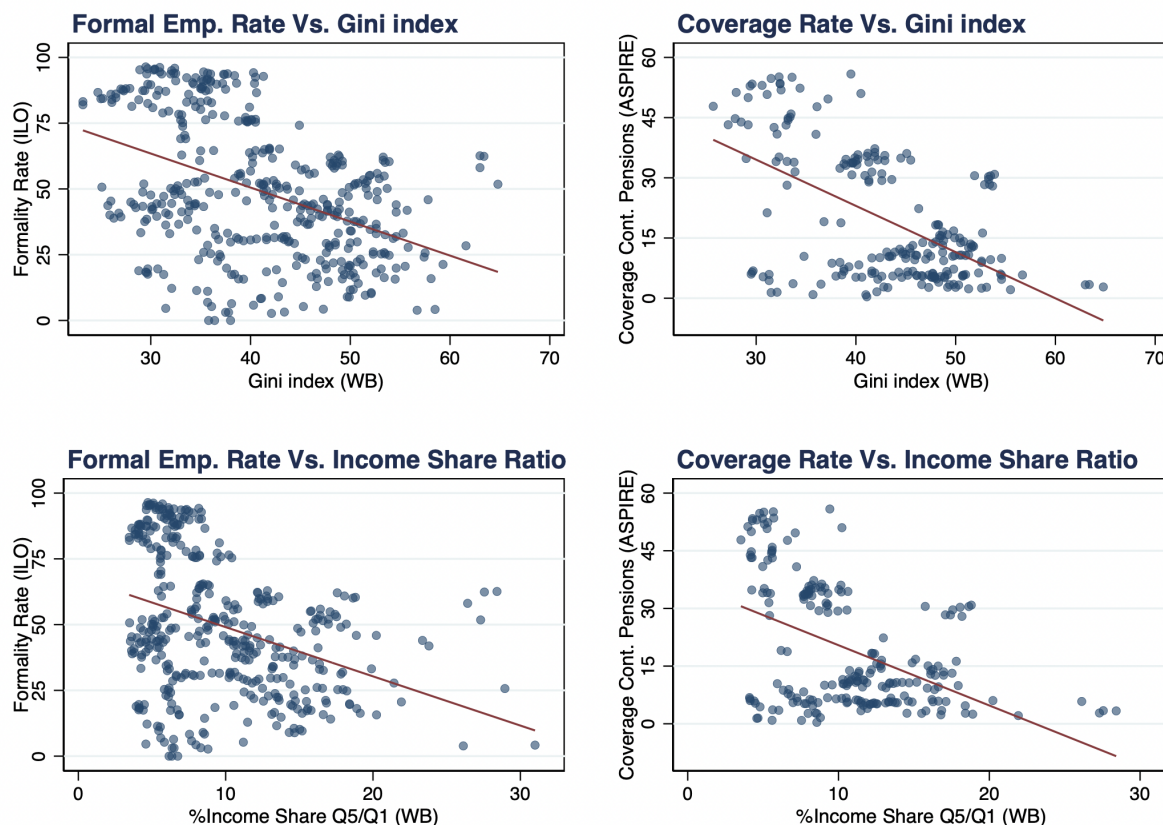 Formal Emp. Rate Vs. Gini index
Formality Rate (ILO)
100
75
50
25
0
30 40 50 60 70
Gini index (WB)
Coverage Rate Vs. Gini index
Coverage Cont. Pensions (ASPIRE)
60
45
30
15
0
30 40 50 60 70
Gini index (WB)
Formal Emp. Rate Vs. Income Share Ratio
Formality Rate (ILO)
100
75
50
25
0
0 10 20 30
%Income Share Q5/Q1 (WB)
Coverage Rate Vs. Income Share Ratio
Coverage Cont. Pensions (ASPIRE)
60
45
30
15
0
0 10 20 30
%Income Share Q5/Q1 (WB)